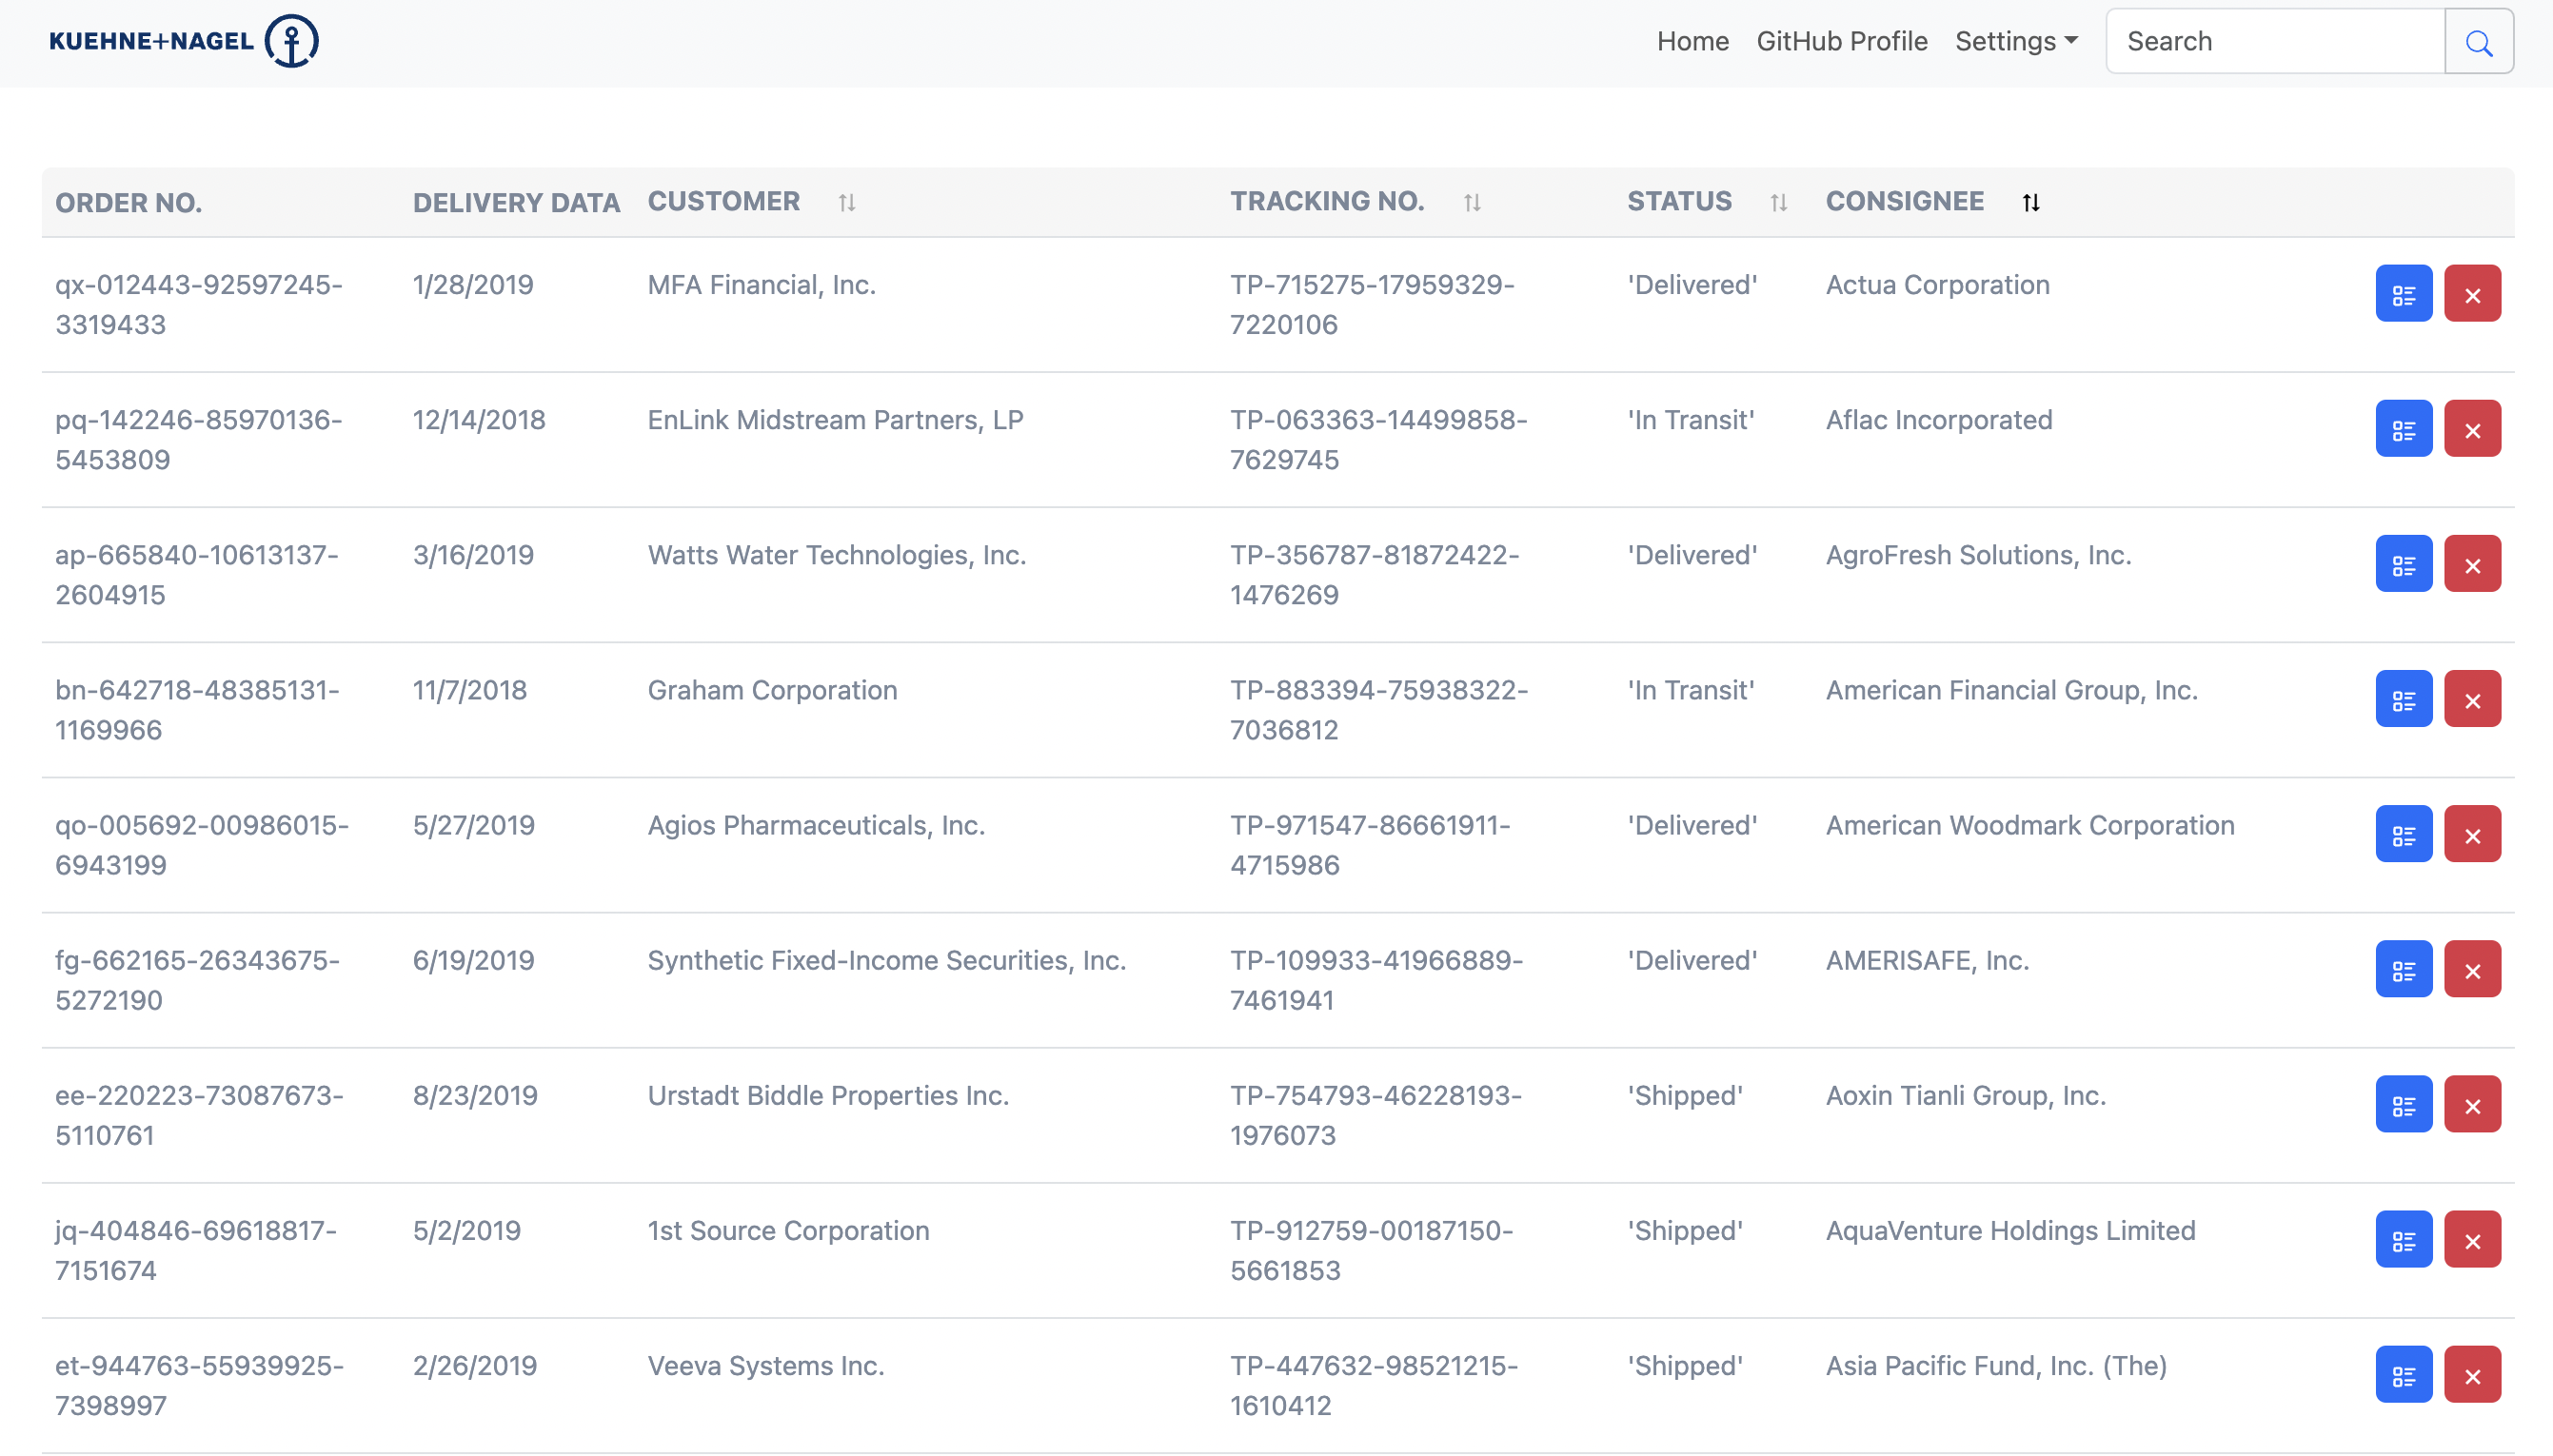 KUEHNE+NAGEL
Home GitHub Profile Settings Search
ORDER NO. DELIVERY DATA CUSTOMER TRACKING NO. STATUS CONSIGNEE
qx-012443-92597245- 1/28/2019 MFA Financial, Inc. TP-715275-17959329- 'Delivered' Actua Corporation
3319433 7220106
pq-142246-85970136- 12/14/2018 EnLink Midstream Partners, LP TP-063363-14499858- 'In Transit' Aflac Incorporated
5453809 7629745
ap-665840-10613137- 3/16/2019 Watts Water Technologies, Inc. TP-356787-81872422- 'Delivered' AgroFresh Solutions, Inc.
2604915 1476269
bn-642718-48385131- 11/7/2018 Graham Corporation TP-883394-75938322- 'In Transit' American Financial Group, Inc.
1169966 7036812
qo-005692-00986015- 5/27/2019 Agios Pharmaceuticals, Inc. TP-971547-86661911- 'Delivered' American Woodmark Corporation
6943199 4715986
fg-662165-26343675- 6/19/2019 Synthetic Fixed-Income Securities, Inc. TP-109933-41966889- 'Delivered' AMERISAFE, Inc.
5272190 7461941
ee-220223-73087673- 8/23/2019 Urstadt Biddle Properties Inc. TP-754793-46228193- 'Shipped' Aoxin Tianli Group, Inc.
5110761 1976073
jq-404846-69618817- 5/2/2019 1st Source Corporation TP-912759-00187150- 'Shipped' AquaVenture Holdings Limited
7151674 5661853
et-944763-55939925- 2/26/2019 Veeva Systems Inc. TP-447632-98521215- 'Shipped' Asia Pacific Fund, Inc. (The)
7398997 1610412